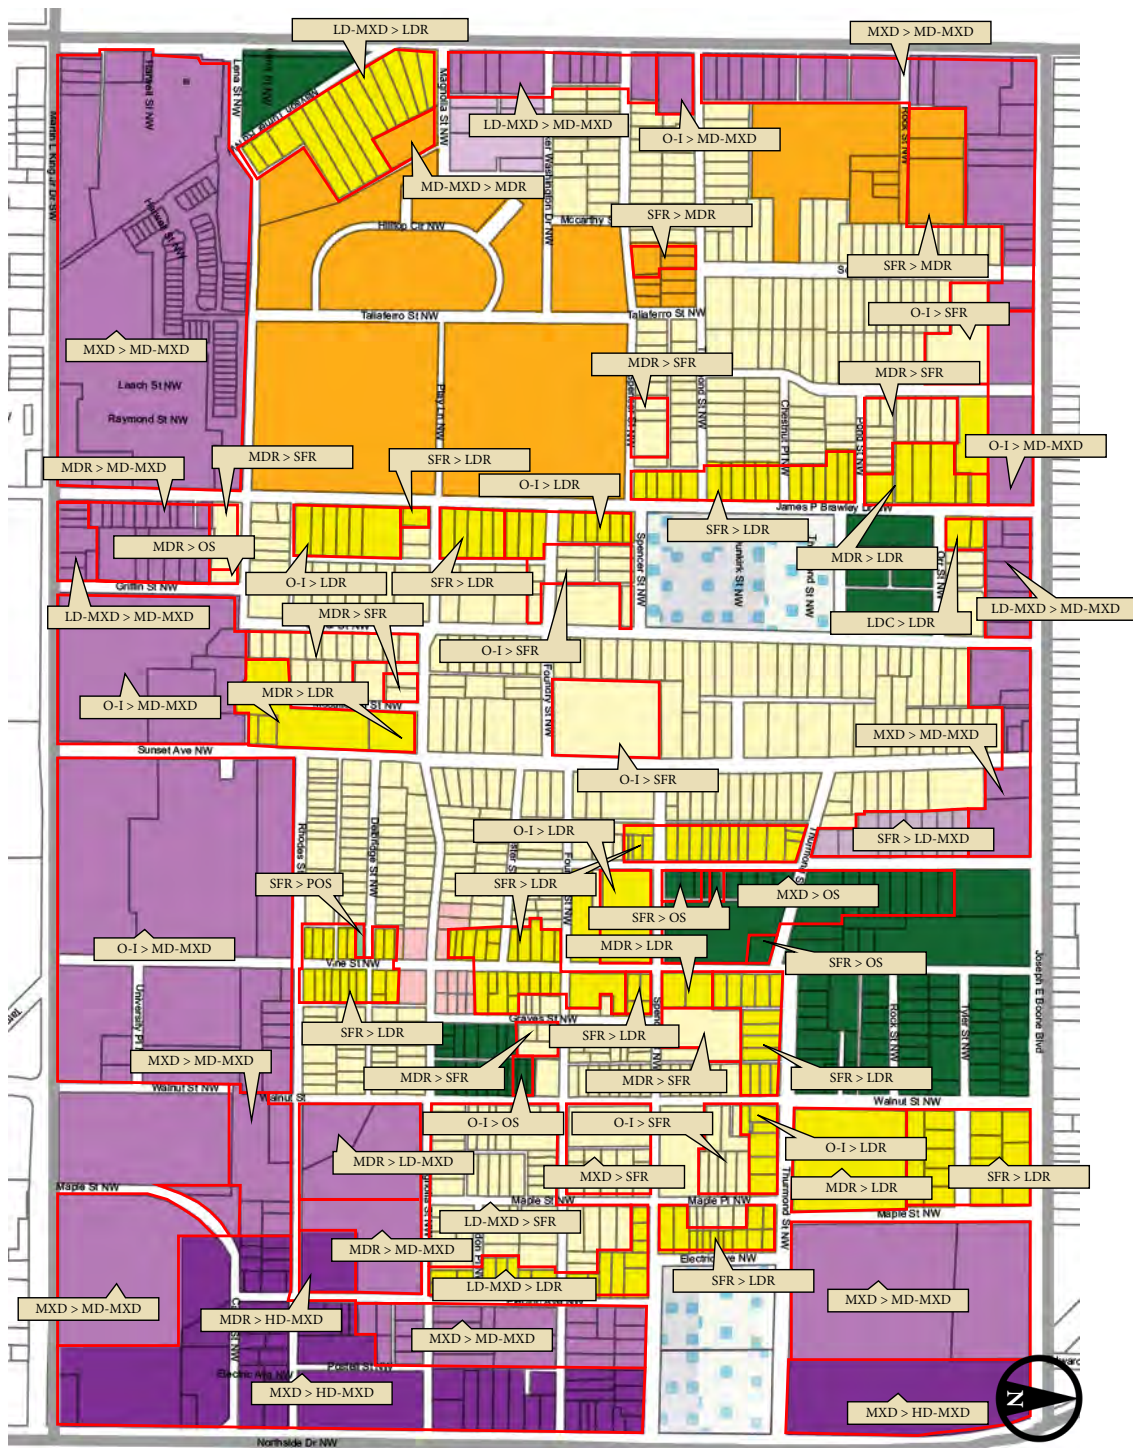 LD-MXD > LDR
MXD > MD-MXD
LD-MXD > MD-MXD
O-I > MD-MXD
MD-MXD > MDR
SFR > MDR
SFR > MDR
O-I > SFR
MXD > MD-MXD
MDR > SFR
MDR > SFR
O-I > MD-MXD
MDR > SFR
SFR > LDR
MDR > MD-MXD
O-I > LDR
SFR > LDR
MDR > OS
MDR > LDR
O-I > LDR
SFR > LDR
LD-MXD > MD-MXD
LD-MXD > MD-MXD
MDR > SFR
LDC > LDR
O-I > SFR
O-I > MD-MXD
MDR > LDR
MXD > MD-MXD
O-I > SFR
O-I > LDR
SFR > LD-MXD
SFR > POS
SFR > LDR
MXD > OS
SFR > OS
O-I > MD-MXD
MDR > LDR
SFR > OS
SFR > LDR
SFR > LDR
MXD > MD-MXD
MDR > SFR
MDR > SFR
SFR > LDR
O-I > OS
O-I > SFR
O-I > LDR
MDR > LD-MXD
MXD > SFR
MDR > LDR
SFR > LDR
LD-MXD > SFR
MDR > MD-MXD
LD-MXD > LDR
SFR > LDR
MXD > MD-MXD
MDR > HD-MXD
MXD > MD-MXD
MXD > MD-MXD
MXD > HD-MXD
MXD > HD-MXD
Lena St NW
Magnolia St NW
Rock St NW
Hilltop Cir NW
Taliaferro St NW
Taliaferro St NW
Leach St NW
Raymond St NW
Chestnut Pl NW
Griffin St NW
Spencer St NW
Foundry St NW
Sunset Ave NW
Delbridge St NW
Vine St NW
University Pl
Graves St NW
Rock St NW
Tyler St NW
Joseph E Boone Blvd
Walnut St NW
Walnut St
Walnut St NW
Maple St NW
Maple St NW
Maple Pl NW
Thurmond St NW
Maple St NW
Electric Ave NW
Postell St NW
Electric Ave NW
Northside Dr NW
N